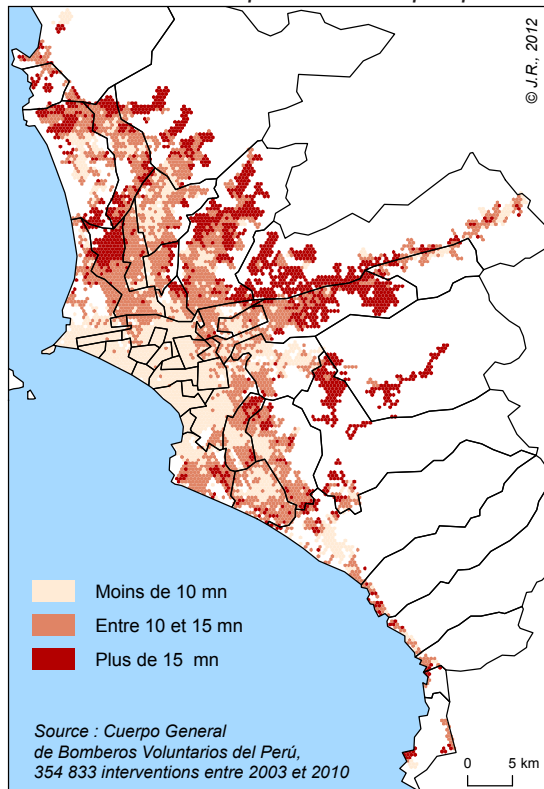 © J.R., 2012
Moins de 10 mn
Entre 10 et 15 mn
Plus de 15 mn
Source : Cuerpo General
de Bomberos Voluntarios del Perú,
354 833 interventions entre 2003 et 2010
0 5 km